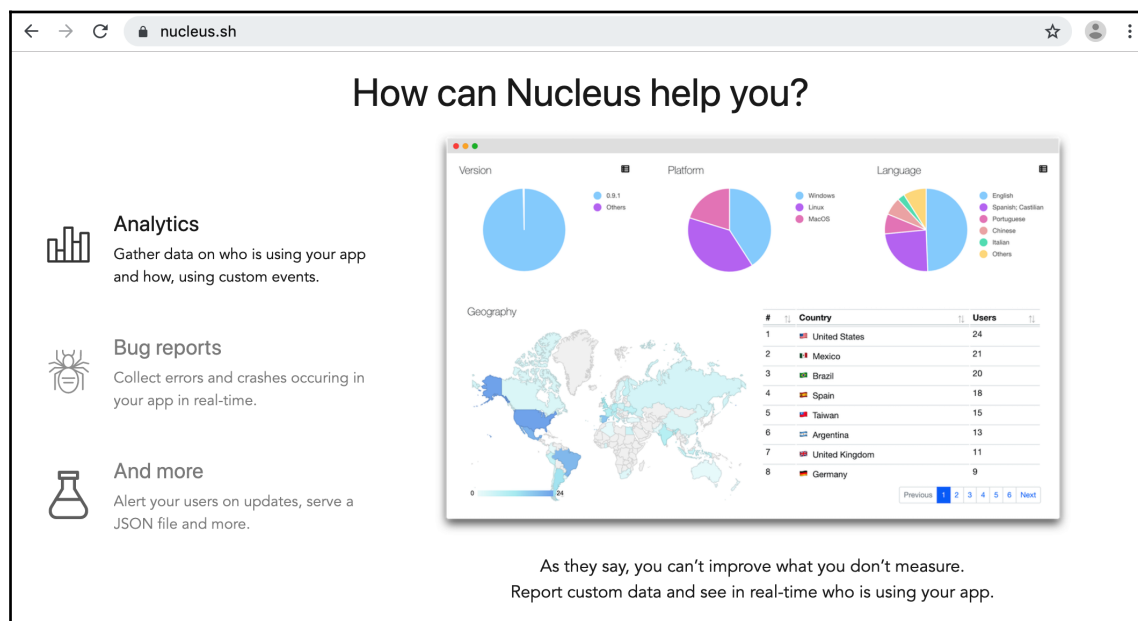 nucleus.sh
How can Nucleus help you?
Analytics
Gather data on who is using your app
and how, using custom events.
Bug reports
Collect errors and crashes occuring in
your app in real-time.
And more
Alert your users on updates, serve a
JSON file and more.
Version
0.9.1
Others
Platform
Windows
Linux
MacOS
Language
English
Spanish; Castilian
Portuguese
Chinese
Italian
Others
Geography
0 24
# Country Users
1 United States 24
2 Mexico 21
3 Brazil 20
4 Spain 18
5 Taiwan 15
6 Argentina 13
7 United Kingdom 11
8 Germany 9
Previous 1 2 3 4 5 6 Next
As they say, you can’t improve what you don’t measure.
Report custom data and see in real-time who is using your app.